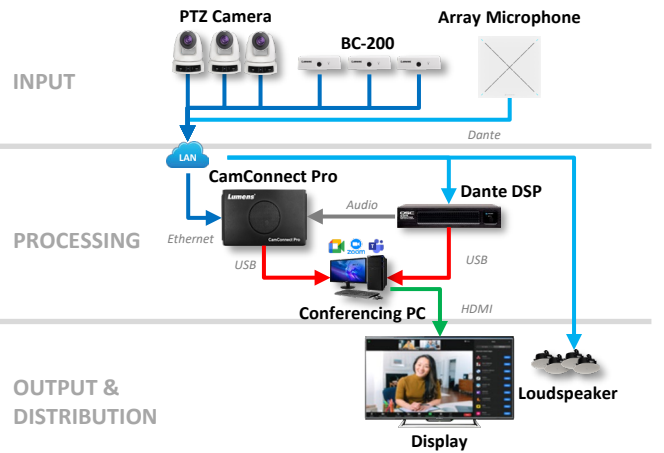 PTZ Camera
BC-200
Array Microphone
INPUT
Dante
LAN
CamConnect Pro
Dante DSP
Lumens
Audio
QSC
CamConnect Pro
Ethernet
PROCESSING
USB
USB
zoom
Conferencing PC
HDMI
OUTPUT &
DISTRIBUTION
Loudspeaker
Display